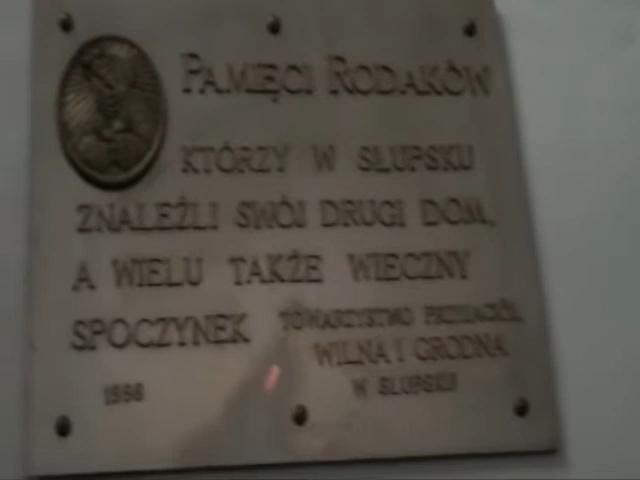 PAMIĘCI RODAKÓW
KTÓRZY W SŁUPSKU
ZNALEŹLI SWÓJ DRUGI DOM,
A WIELU TAKŻE WIECZNY
SPOCZYNEK
TOWARZYSTWO PRZYJACIÓŁ
WILNA I GRODNA
W SŁUPSKU